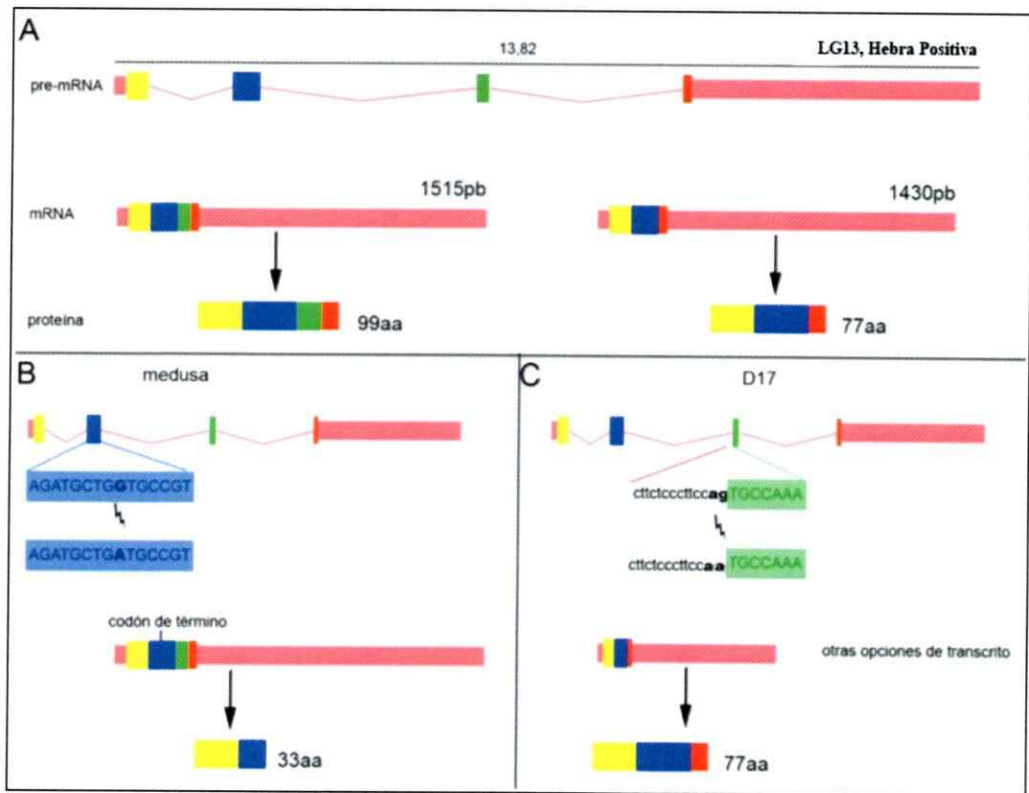 A
13,82
LG13, Hebra Positiva
pre-mRNA
1515pb
1430pb
mRNA
proteína
99aa
77aa
B
medusa
AGATGCTGGTGCCGT
AGATGCTGATGCCGT
codón de término
33aa
C
D17
cttctcccttccagTGCCAAA
cttctcccttccaaTGCCAAA
otras opciones de transcrito
77aa